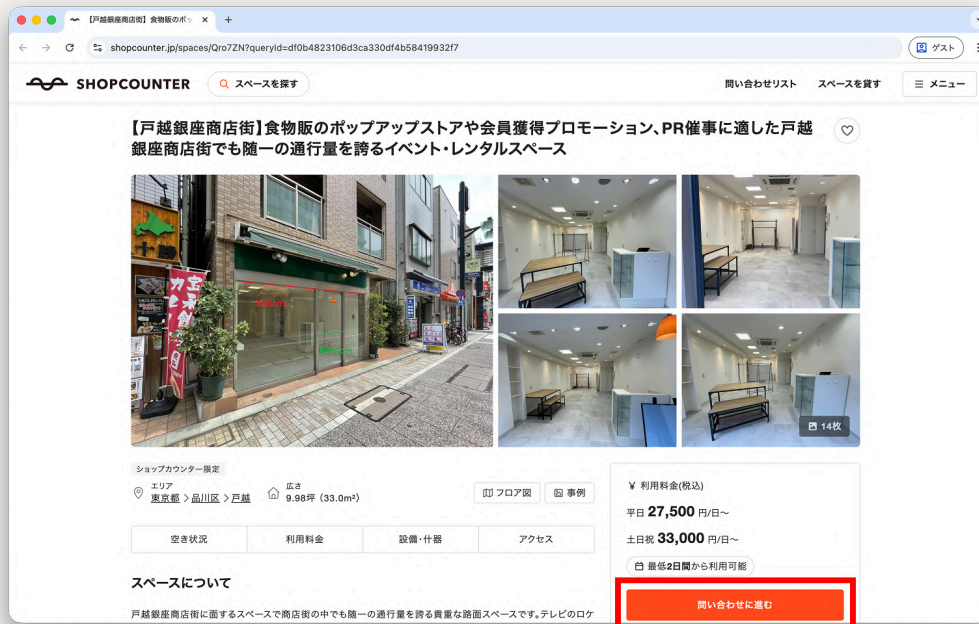 【戸越銀座商店街】食物販のポッ
shopcounter.jp/spaces/Qro7ZN?queryId=df0b4823106d3ca330df4b58419932f7
ゲスト
SHOPCOUNTER
スペースを探す
問い合わせリスト
スペースを貸す
メニュー
【戸越銀座商店街】食物販のポップアップストアや会員獲得プロモーション、PR催事に適した戸越
銀座商店街でも随一の通行量を誇るイベント・レンタルスペース
14枚
ショップカウンター限定
エリア
東京都 > 品川区 > 戸越
広さ
9.98坪 (33.0m²)
フロア図
事例
空き状況
利用料金
設備・什器
アクセス
スペースについて
戸越銀座商店街に面するスペースで商店街の中でも随一の通行量を誇る貴重な路面スペースです。テレビのロケ
¥ 利用料金(税込)
平日 27,500 円/日～
土日祝 33,000 円/日～
最低2日間から利用可能
問い合わせに進む